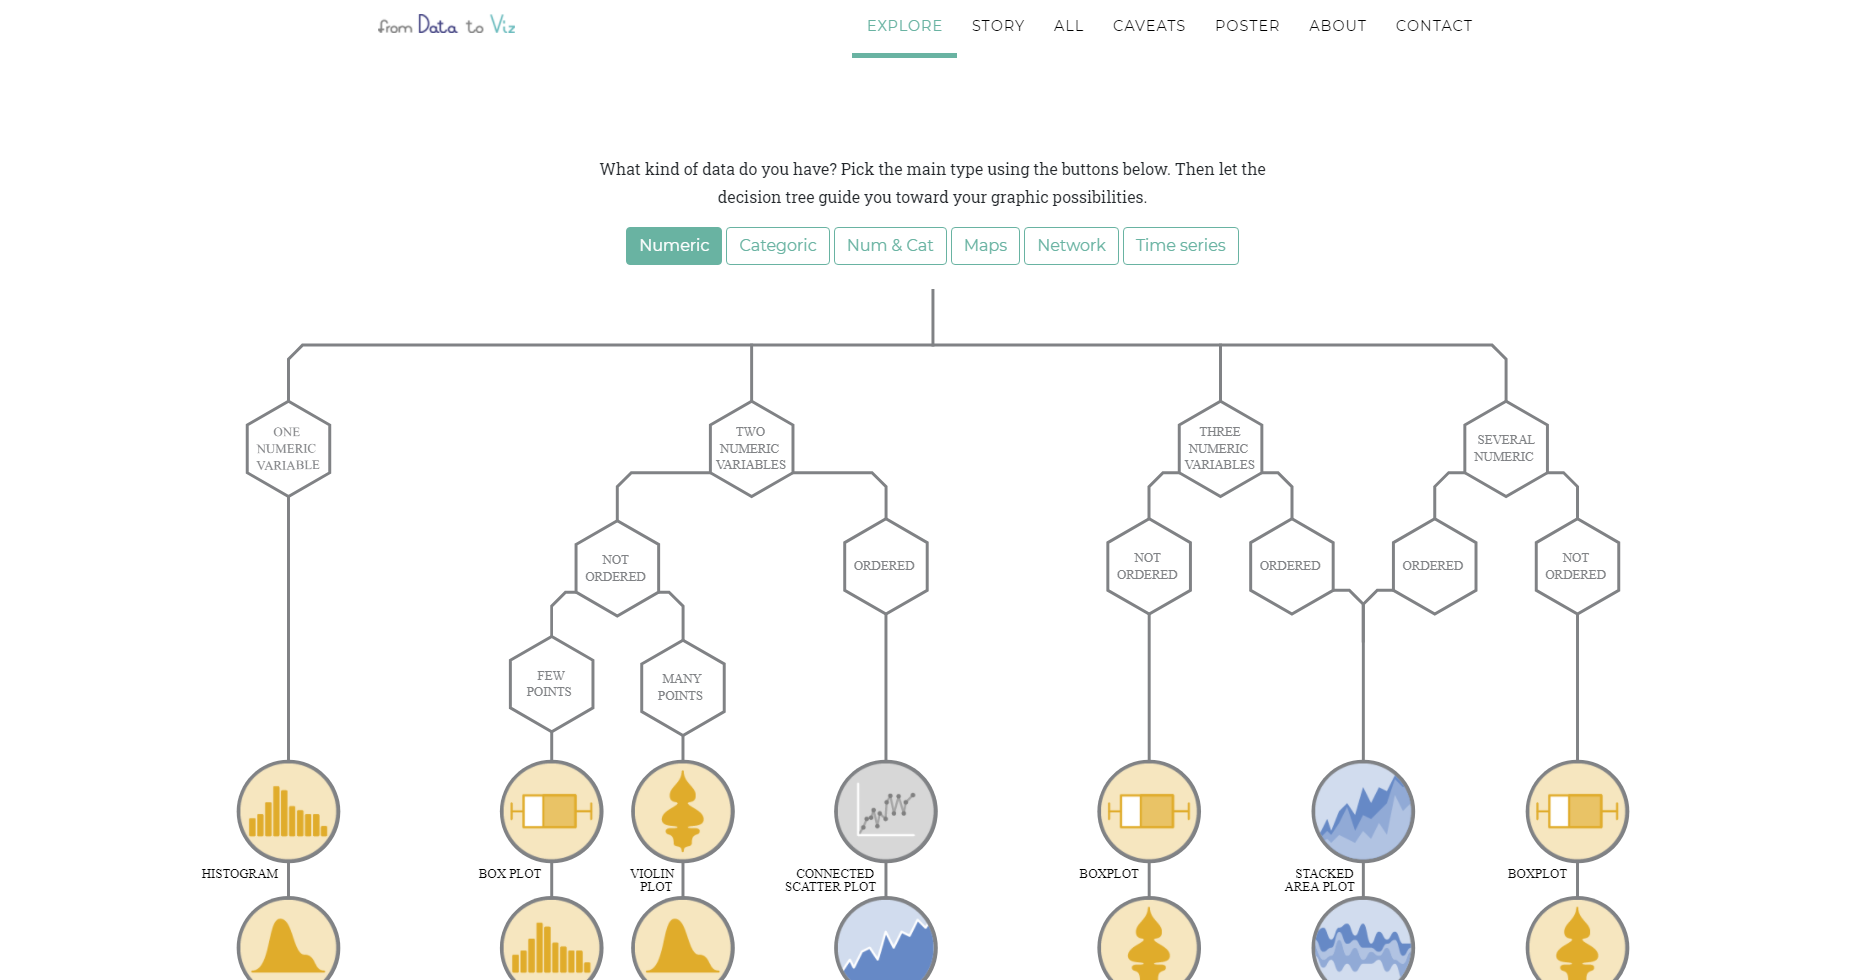 from Data to Viz
EXPLORE
STORY
ALL
CAVEATS
POSTER
ABOUT
CONTACT
What kind of data do you have? Pick the main type using the buttons below. Then let the
decision tree guide you toward your graphic possibilities.
Numeric
Categoric
Num & Cat
Maps
Network
Time series
ONE
NUMERIC
VARIABLE
TWO
NUMERIC
VARIABLES
THREE
NUMERIC
VARIABLES
SEVERAL
NUMERIC
NOT
ORDERED
ORDERED
NOT
ORDERED
ORDERED
ORDERED
NOT
ORDERED
FEW
POINTS
MANY
POINTS
HISTOGRAM
BOX PLOT
VIOLIN
PLOT
CONNECTED
SCATTER PLOT
BOXPLOT
STACKED
AREA PLOT
BOXPLOT